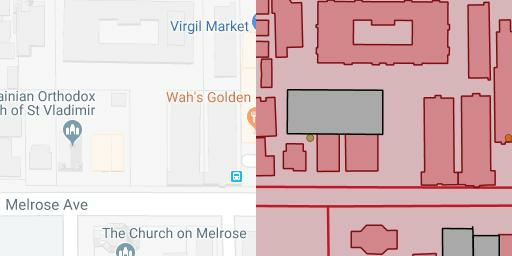 Virgil Market
ainian Orthodox
h of St Vladimir
Wah's Golden
Melrose Ave
The Church on Melrose